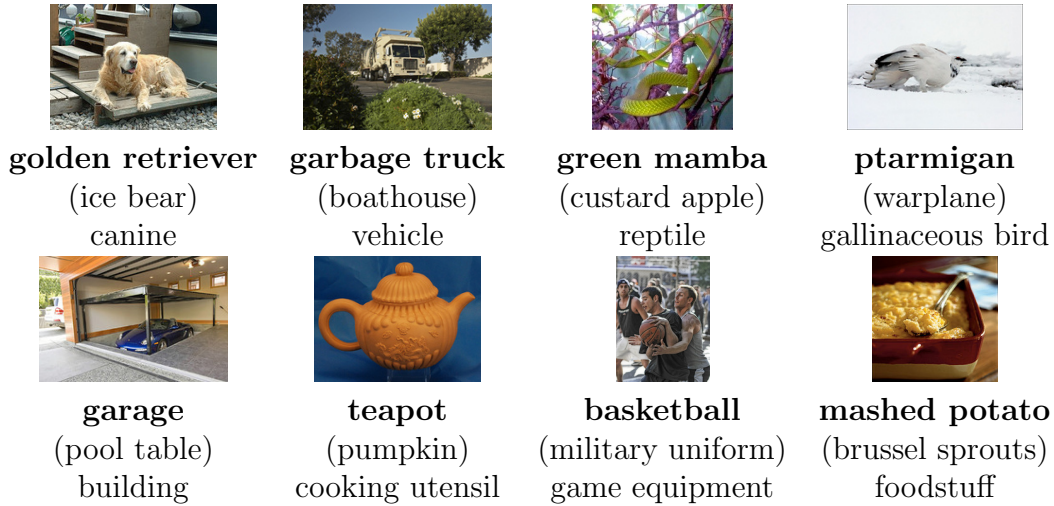 golden retriever garbage truck green mamba ptarmigan
(ice bear) (boathouse) (custard apple) (warplane)
canine vehicle reptile gallinaceous bird
garage teapot basketball mashed potato
(pool table) (pumpkin) (military uniform) (brussel sprouts)
building cooking utensil game equipment foodstuff